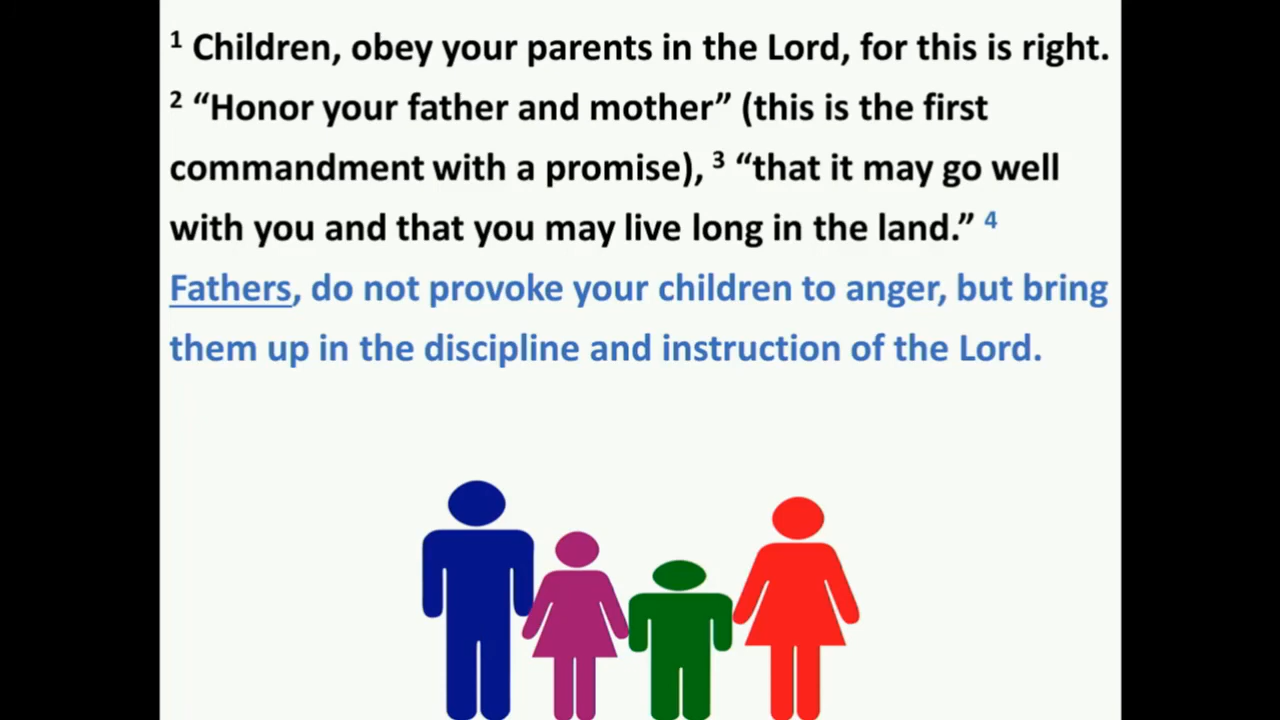 1 Children, obey your parents in the Lord, for this is right.
2 “Honor your father and mother” (this is the first
commandment with a promise), 3 “that it may go well
with you and that you may live long in the land.” 4
Fathers, do not provoke your children to anger, but bring
them up in the discipline and instruction of the Lord.